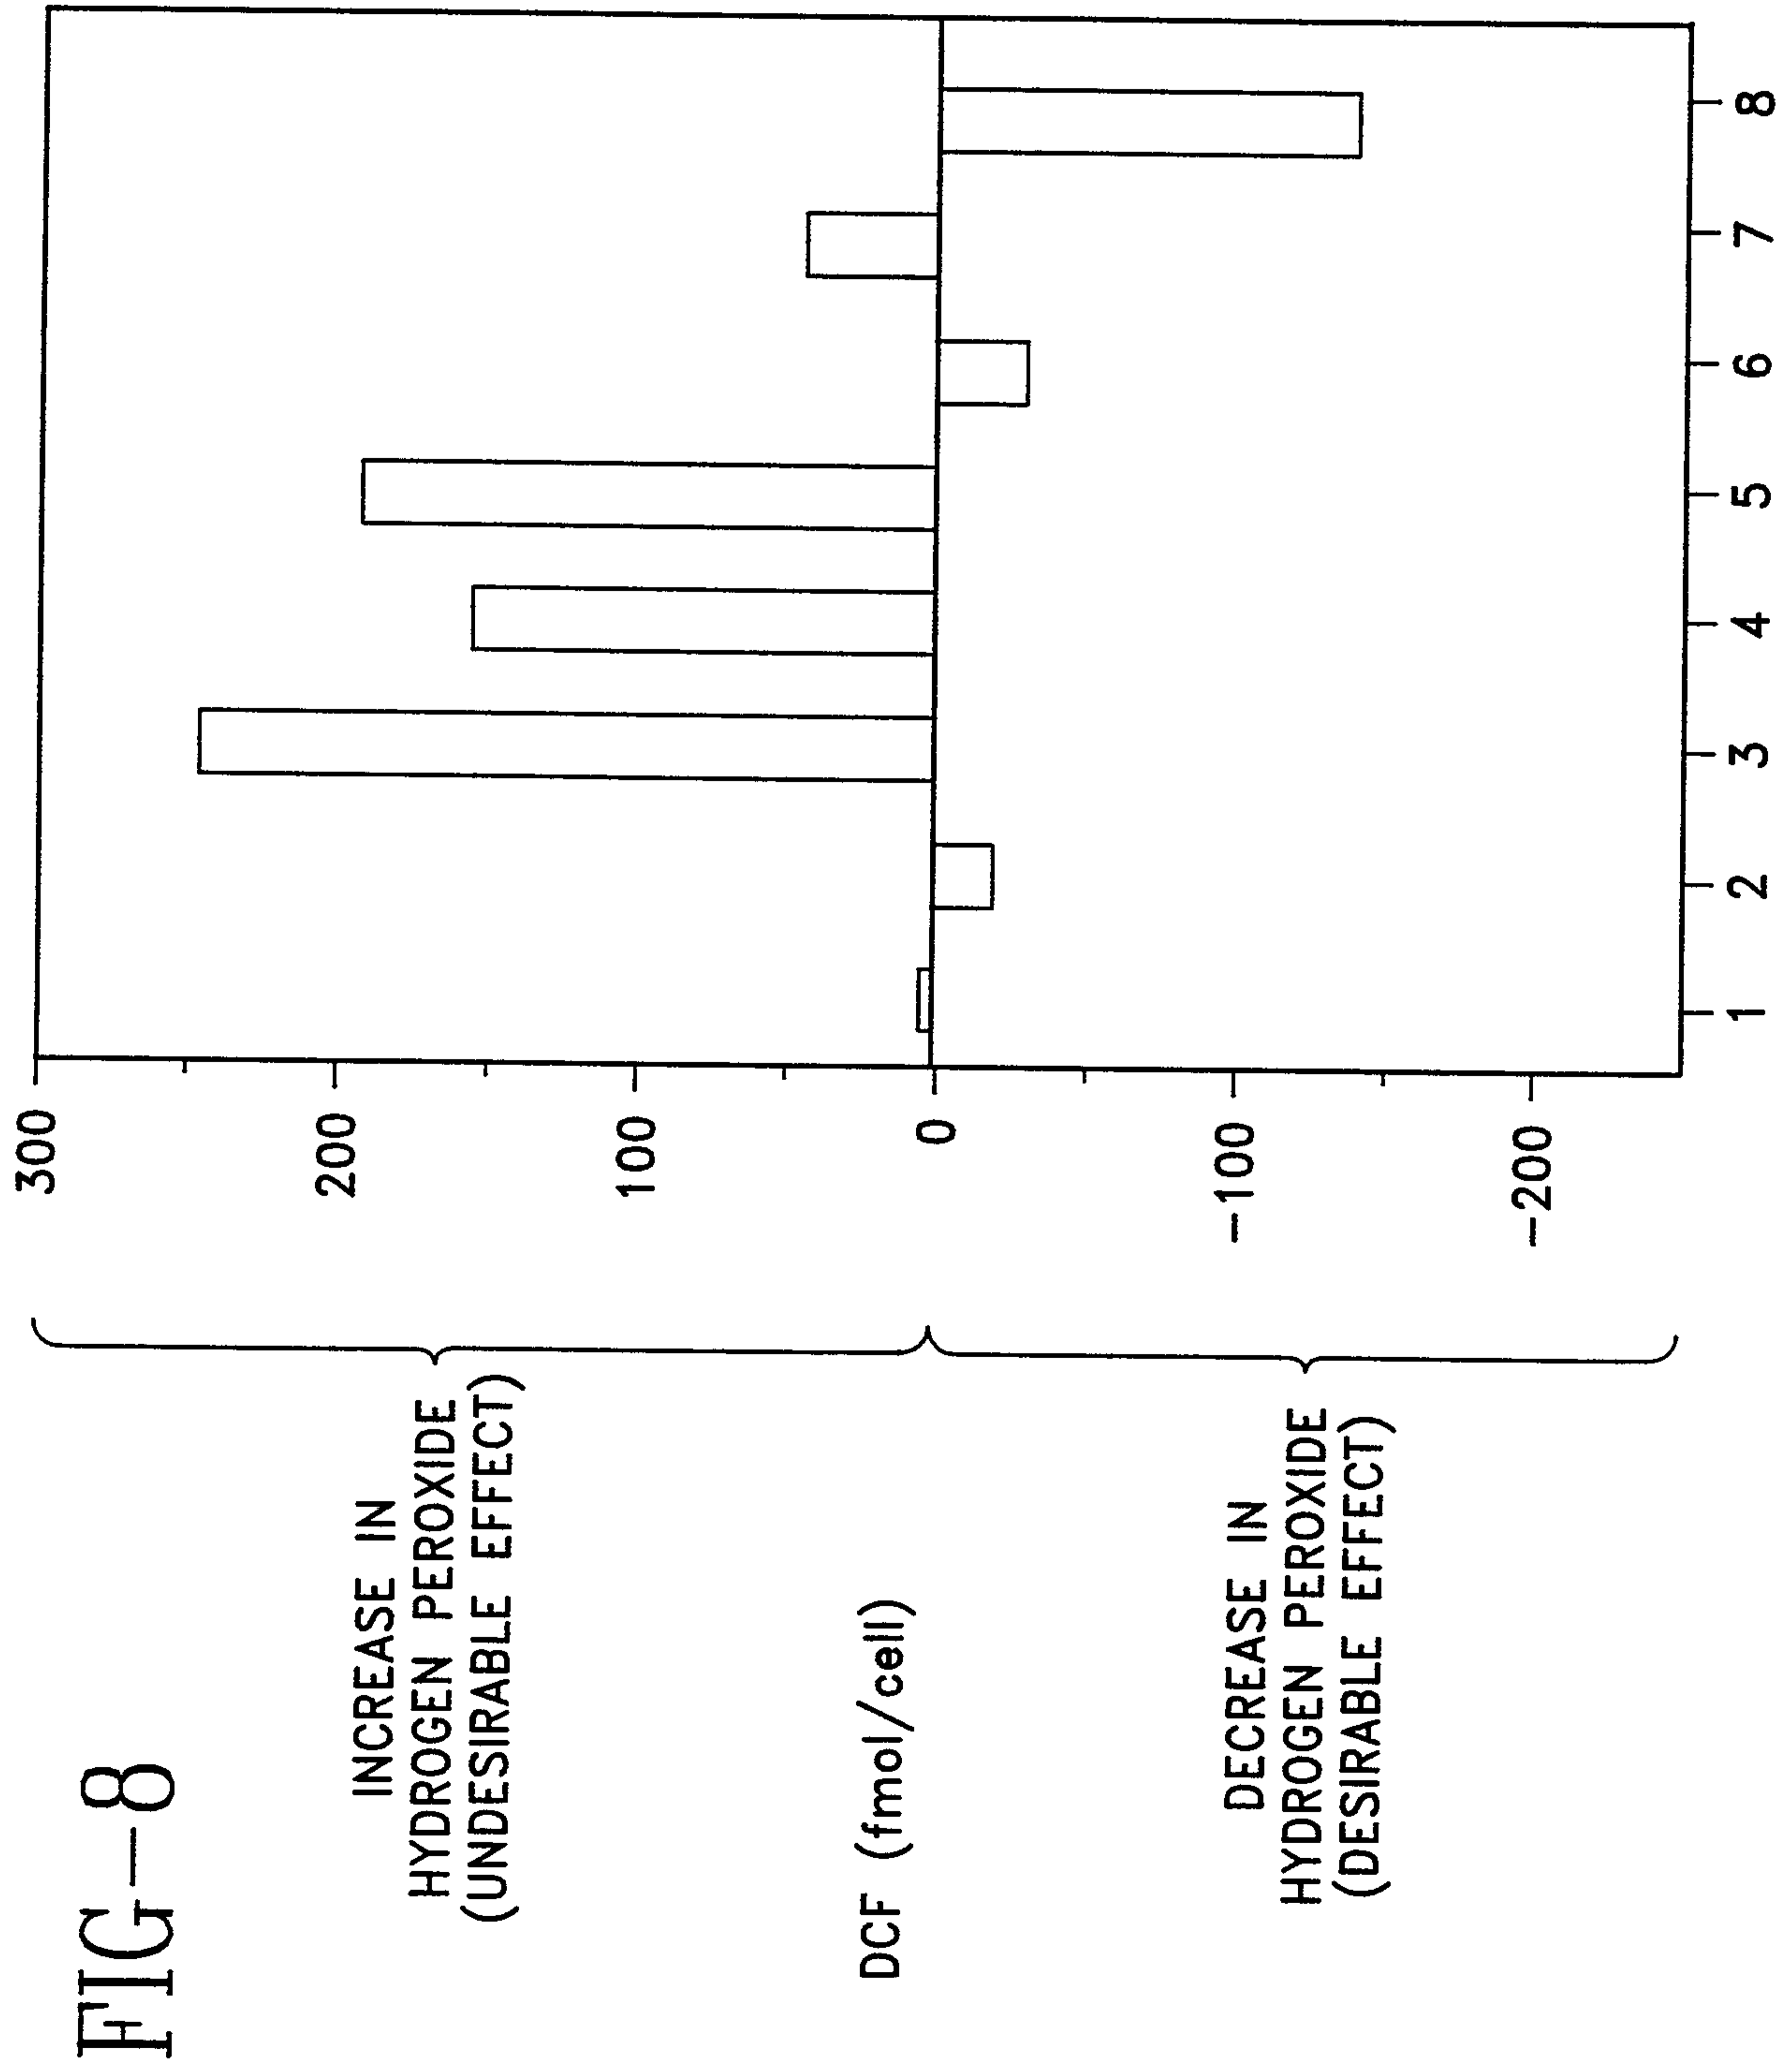 FIG-8
INCREASE IN
HYDROGEN PEROXIDE
(UNDESIRABLE EFFECT)
DCF (fmol/cell)
DECREASE IN
HYDROGEN PEROXIDE
(DESIRABLE EFFECT)
300
200
100
0
-100
-200
1 2 3 4 5 6 7 8